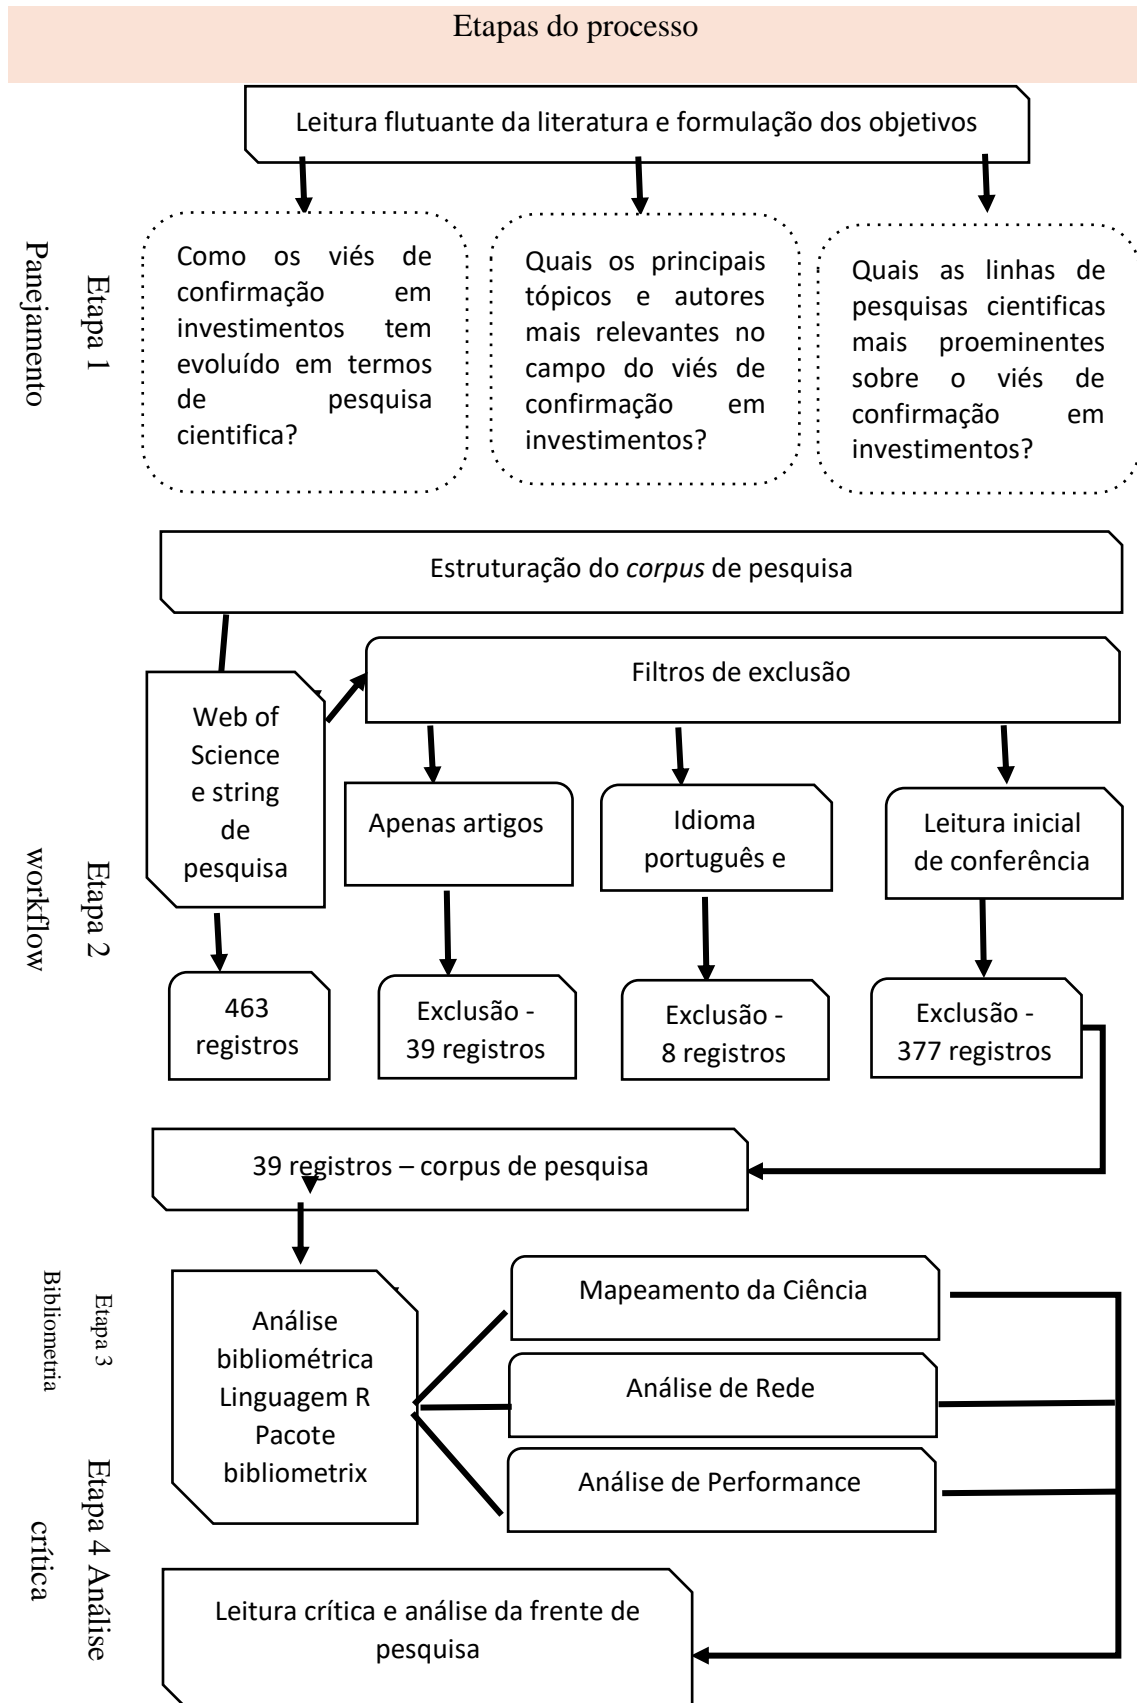 Etapas do processo
Leitura flutuante da literatura e formulação dos objetivos
Panejamento
Etapa 1
Como os viés de
confirmação em
investimentos tem
evoluído em termos
de pesquisa
cientifica?
Quais os principais
tópicos e autores
mais relevantes no
campo do viés de
confirmação em
investimentos?
Quais as linhas de
pesquisas cientificas
mais proeminentes
sobre o viés de
confirmação em
investimentos?
Estruturação do corpus de pesquisa
workflow
Etapa 2
Web of
Science
e string
de
pesquisa
Filtros de exclusão
Apenas artigos
Idioma
português e
Leitura inicial
de conferência
463
registros
Exclusão -
39 registros
Exclusão -
8 registros
Exclusão -
377 registros
39 registros – corpus de pesquisa
Bibliometria
Etapa 3
Análise
bibliométrica
Linguagem R
Pacote
bibliometrix
Mapeamento da Ciência
Análise de Rede
Análise de Performance
Etapa 4 Análise
crítica
Leitura crítica e análise da frente de
pesquisa